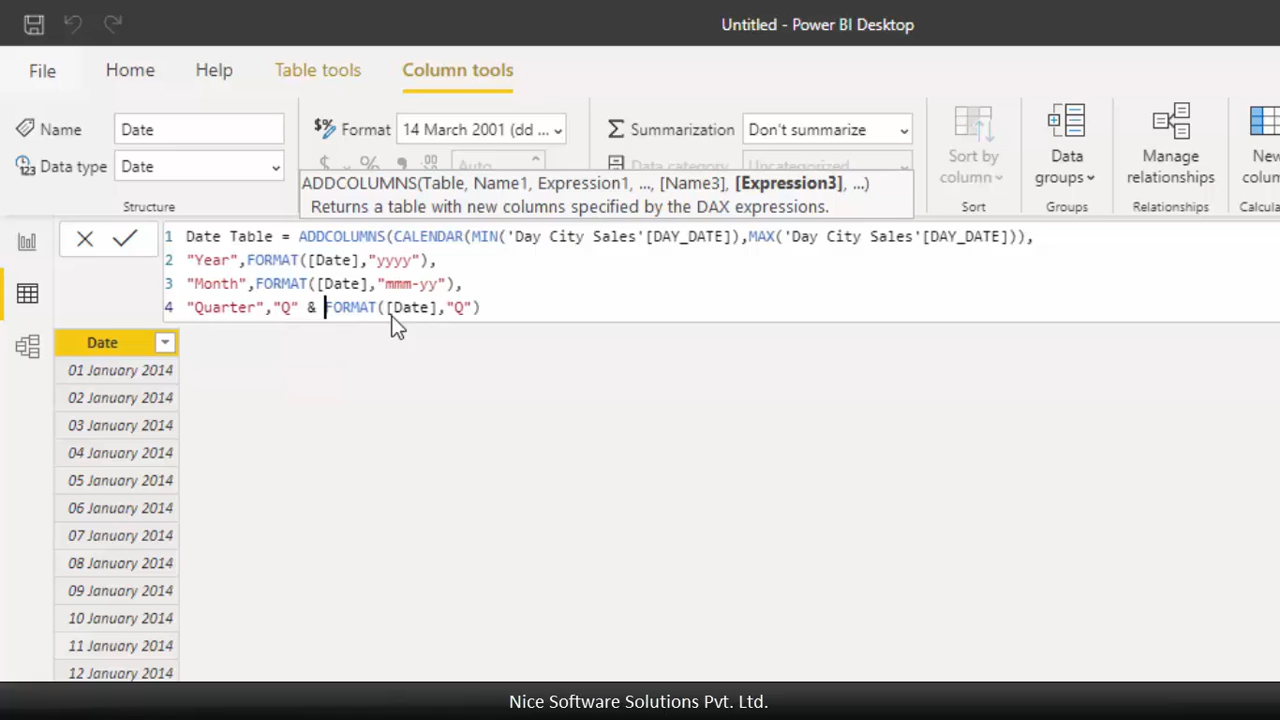 Untitled - Power BI Desktop
File Home Help Table tools Column tools
Name Date
Format 14 March 2001 (dd ...
Summarization Don't summarize
Data type Date
$ % 9 .00 Auto
Data category Uncategorized
Sort by column
Data groups
Manage relationships
New colum
Structure
Sort
Groups
Relationships
Calcula
ADDCOLUMNS(Table, Name1, Expression1, ..., [Name3], [Expression3], ...)
Returns a table with new columns specified by the DAX expressions.
1 Date Table = ADDCOLUMNS(CALENDAR(MIN('Day City Sales'[DAY_DATE]),MAX('Day City Sales'[DAY_DATE])),
2 "Year",FORMAT([Date],"yyyy"),
3 "Month",FORMAT([Date],"mmm-yy"),
4 "Quarter","Q" & FORMAT([Date],"Q")
Date
01 January 2014
02 January 2014
03 January 2014
04 January 2014
05 January 2014
06 January 2014
07 January 2014
08 January 2014
09 January 2014
10 January 2014
11 January 2014
12 January 2014
Nice Software Solutions Pvt. Ltd.